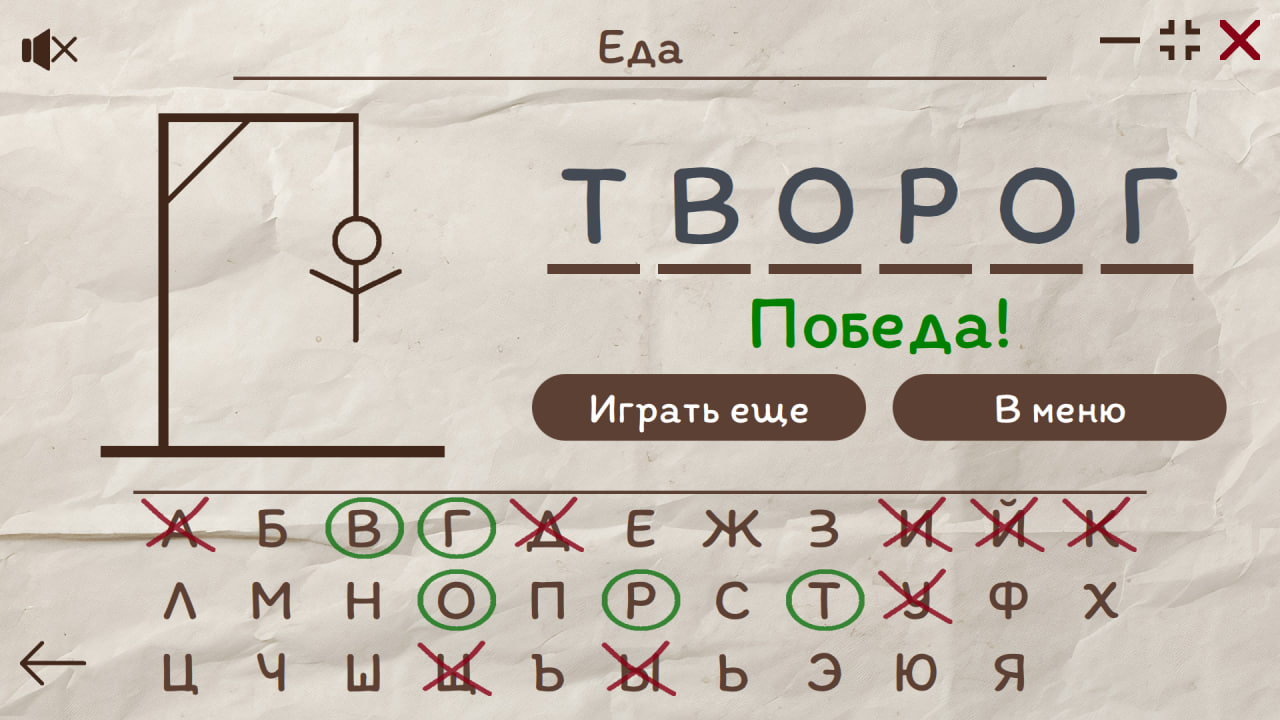 Еда
ТВОРОГ
Победа!
Играть еще
В меню
А Б В Г Д Е Ж З И Й К
Л М Н О П Р С Т У Ф Х
Ц Ч Ш Щ Ъ Ы Ь Э Ю Я